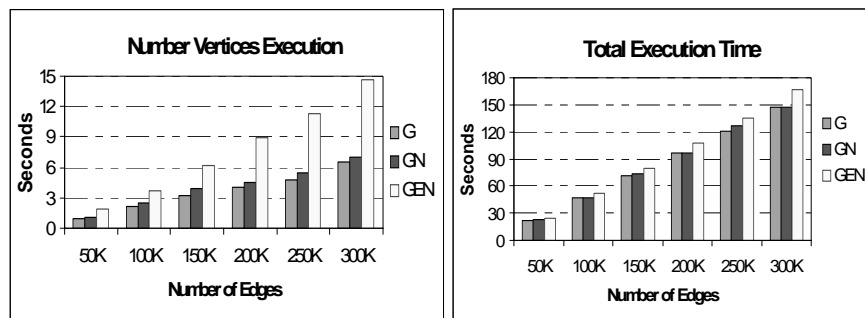 Number Vertices Execution
15
12
9
6
3
0
Seconds
50K 100K 150K 200K 250K 300K
Number of Edges
G
GN
GEN
Total Execution Time
180
150
120
90
60
30
0
Seconds
50K 100K 150K 200K 250K 300K
Number of Edges
G
GN
GEN